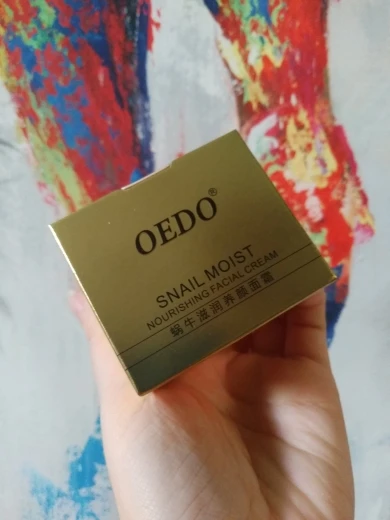 OEDO®
SNAIL MOIST
NOURISHING FACIAL CREAM
蜗牛滋润养颜面霜